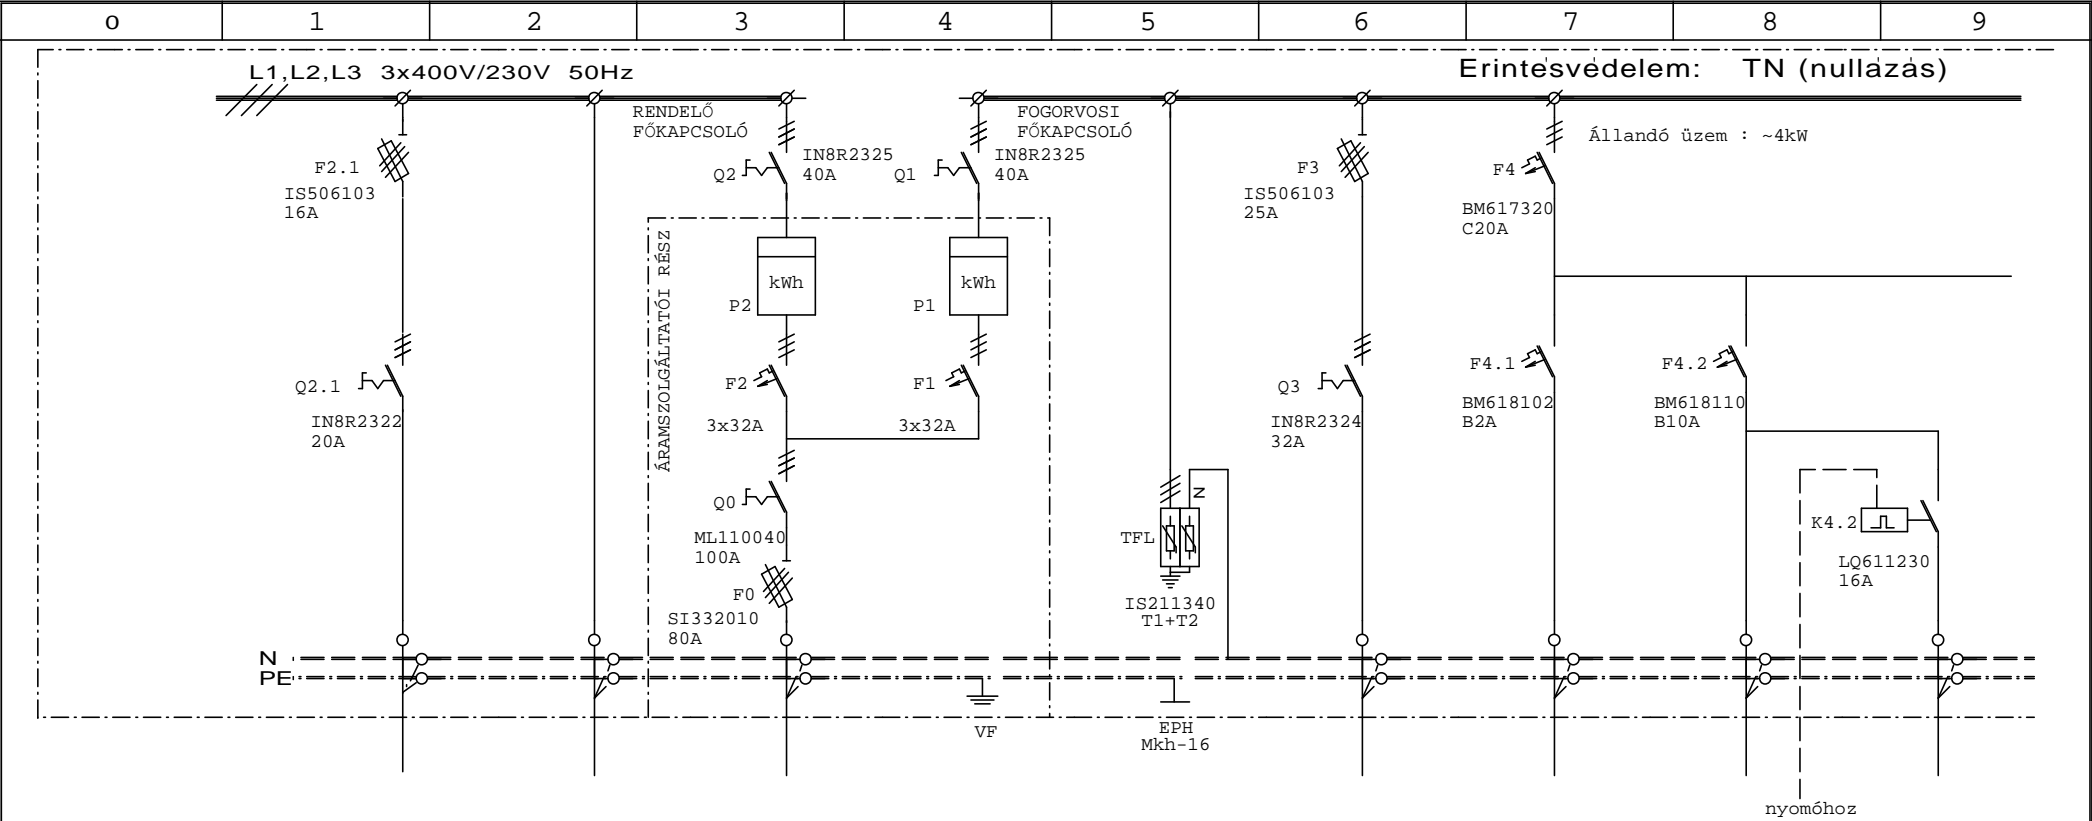 0 1 2 3 4 5 6 7 8 9
L1,L2,L3 3x400V/230V 50Hz
Érintésvédelem: TN (nullázás)
RENDELŐ
FŐKAPCSOLÓ
FOGORVOSI
FŐKAPCSOLÓ
Állandó üzem : ~4kW
F2.1
IS506103
16A
Q2
IN8R2325
40A
Q1
IN8R2325
40A
F3
IS506103
25A
F4
BM617320
C20A
ÁRAMSZOLGÁLTATÓI RÉSZ
kWh
P2
kWh
P1
Q2.1
IN8R2322
20A
F2
3x32A
F1
3x32A
Q3
IN8R2324
32A
F4.1
BM618102
B2A
F4.2
BM618110
B10A
Q0
ML110040
100A
F0
SI332010
80A
N
TFL
IS211340
T1+T2
K4.2
LQ611230
16A
N
PE
VF
EPH
Mkh-16
nyomóhoz